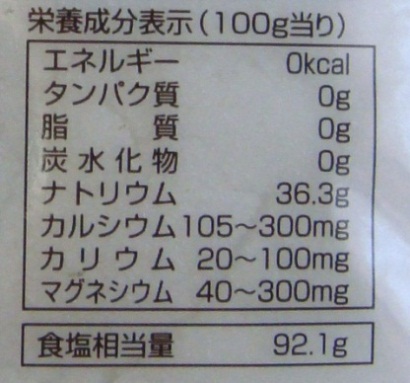 栄養成分表示(100g当り)
エネルギー 0kcal
タンパク質 0g
脂質 0g
炭水化物 0g
ナトリウム 36.3g
カルシウム 105〜300mg
カリウム 20〜100mg
マグネシウム 40〜300mg
食塩相当量 92.1g